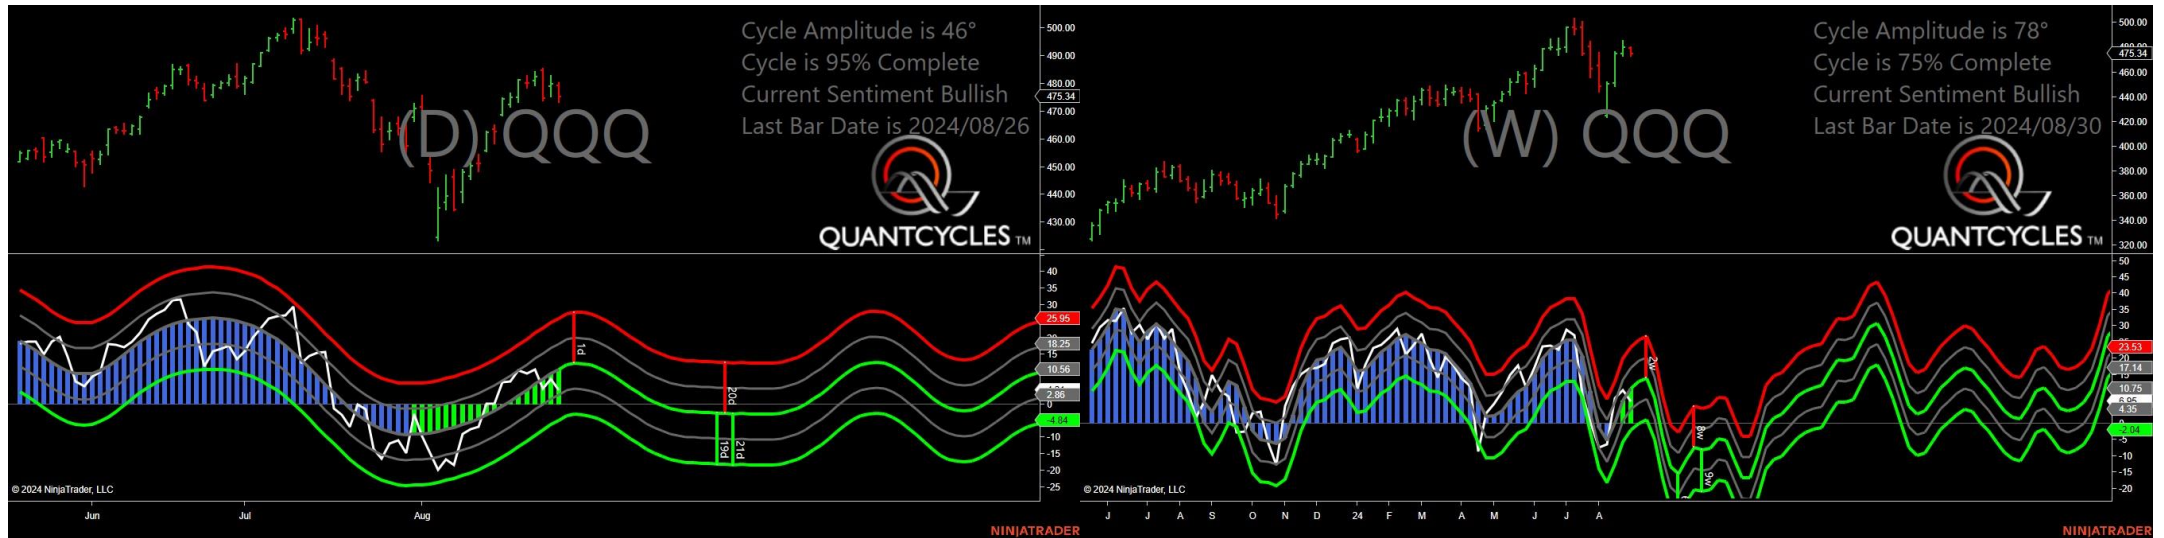 Cycle Amplitude is 46°
Cycle is 95% Complete
Current Sentiment Bullish
Last Bar Date is 2024/08/26
(D) QQQ
QUANTCYCLES TM
500.00
490.00
480.00
475.34
470.00
460.00
450.00
440.00
430.00
40
35
30
25.95
18.25
15
10.56
2.86
0
-4.84
-10
-15
-20
-25
1d
20d
19d
21d
© 2024 NinjaTrader, LLC
Jun
Jul
Aug
NINJATRADER
Cycle Amplitude is 78°
Cycle is 75% Complete
Current Sentiment Bullish
Last Bar Date is 2024/08/30
(W) QQQ
QUANTCYCLES TM
500.00
475.34
460.00
440.00
420.00
400.00
380.00
360.00
340.00
320.00
50
45
40
35
30
23.53
17.14
10.75
6.95
4.35
0
-2.04
-5
-10
-15
-20
2w
8w
9w
© 2024 NinjaTrader, LLC
J J A S O N D 24 F M A M J J A
NINJATRADER